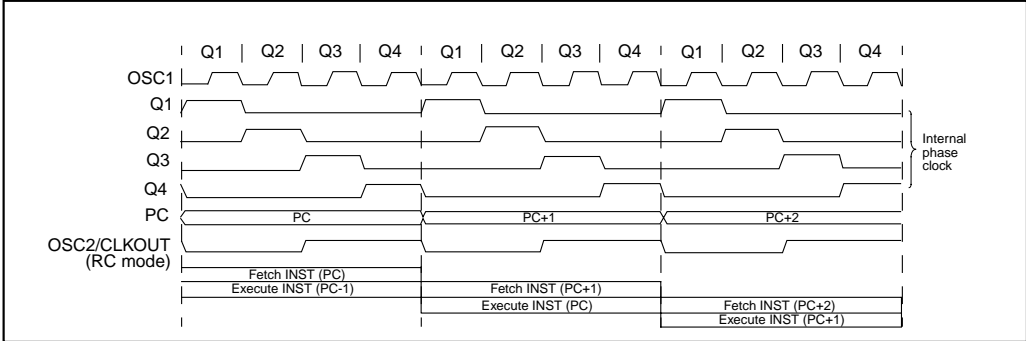 Q1 Q2 Q3 Q4 Q1 Q2 Q3 Q4 Q1 Q2 Q3 Q4
OSC1
Q1
Q2
Q3
Q4
PC
PC PC+1 PC+2
OSC2/CLKOUT
(RC mode)
Internal
phase
clock
Fetch INST (PC)
Execute INST (PC-1) Fetch INST (PC+1)
Execute INST (PC) Fetch INST (PC+2)
Execute INST (PC+1)